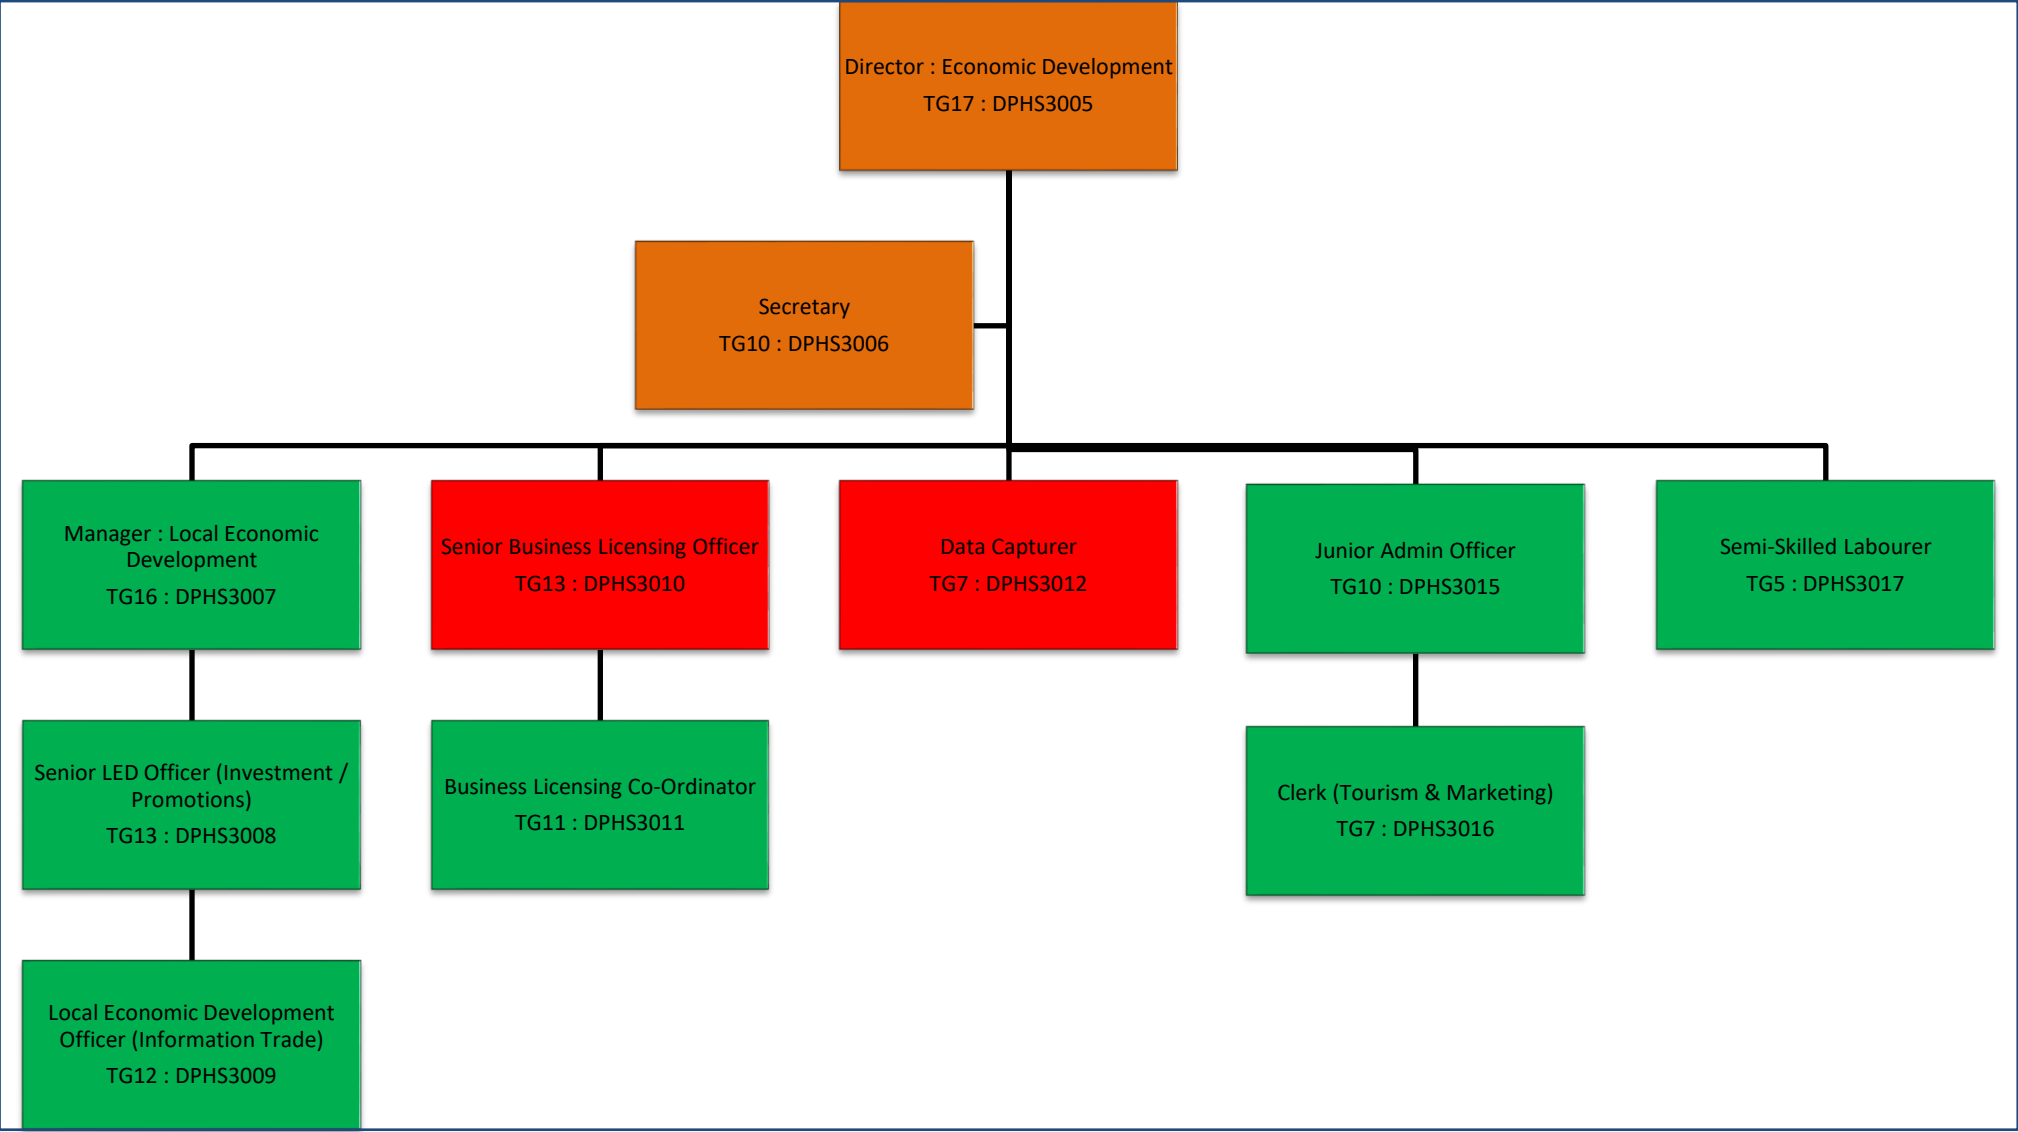 Director : Economic Development
TG17 : DPHS3005
Secretary
TG10 : DPHS3006
Manager : Local Economic
Development
TG16 : DPHS3007
Senior Business Licensing Officer
TG13 : DPHS3010
Data Capturer
TG7 : DPHS3012
Junior Admin Officer
TG10 : DPHS3015
Semi-Skilled Labourer
TG5 : DPHS3017
Senior LED Officer (Investment /
Promotions)
TG13 : DPHS3008
Business Licensing Co-Ordinator
TG11 : DPHS3011
Clerk (Tourism & Marketing)
TG7 : DPHS3016
Local Economic Development
Officer (Information Trade)
TG12 : DPHS3009